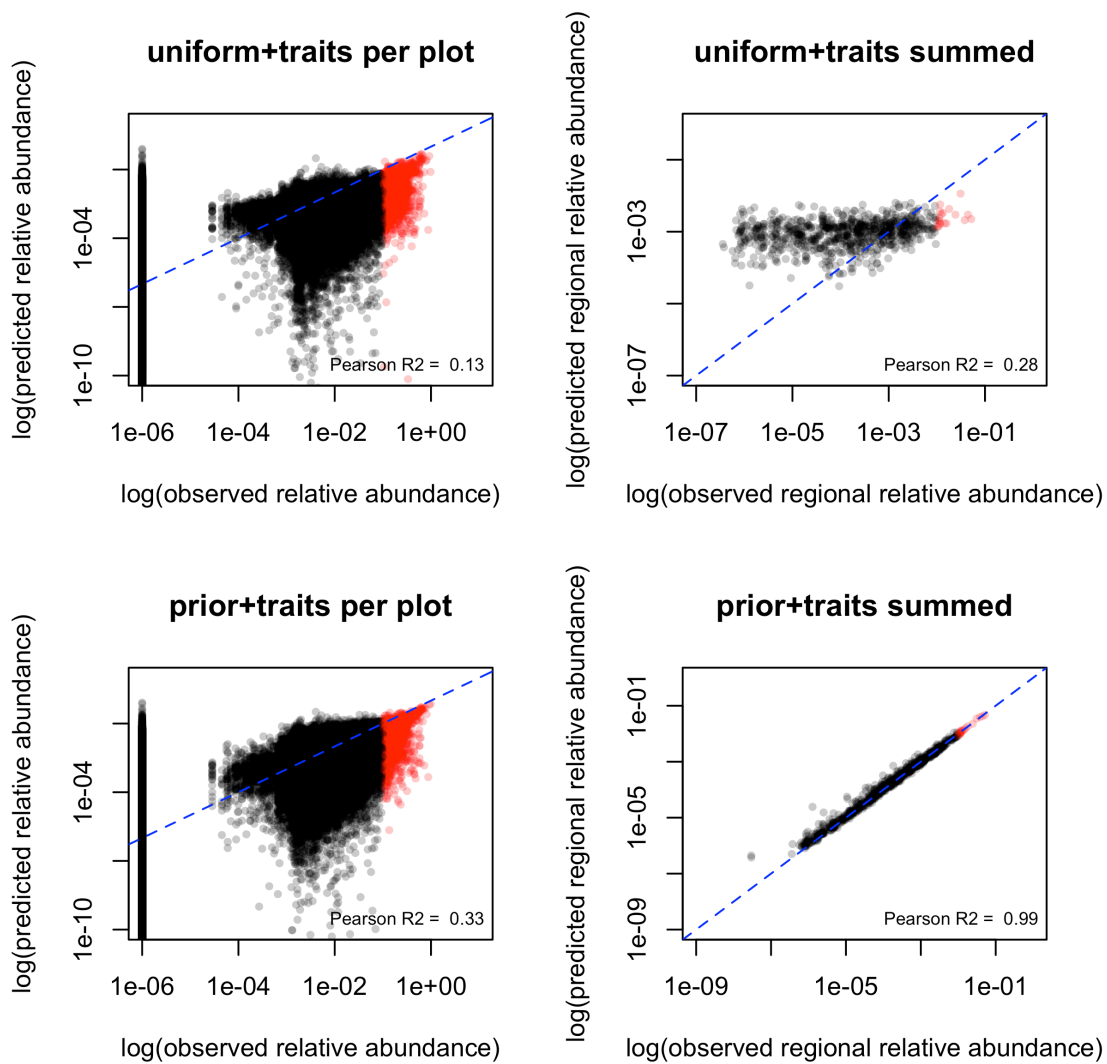 uniform+traits per plot
log(predicted relative abundance)
1e-04
1e-10
Pearson R2 = 0.13
1e-06 1e-04 1e-02 1e+00
log(observed relative abundance)
uniform+traits summed
log(predicted regional relative abundance)
1e-03
1e-07
Pearson R2 = 0.28
1e-07 1e-05 1e-03 1e-01
log(observed regional relative abundance)
prior+traits per plot
log(predicted relative abundance)
1e-04
1e-10
Pearson R2 = 0.33
1e-06 1e-04 1e-02 1e+00
log(observed relative abundance)
prior+traits summed
log(predicted regional relative abundance)
1e-01
1e-05
1e-09
Pearson R2 = 0.99
1e-09 1e-05 1e-01
log(observed regional relative abundance)